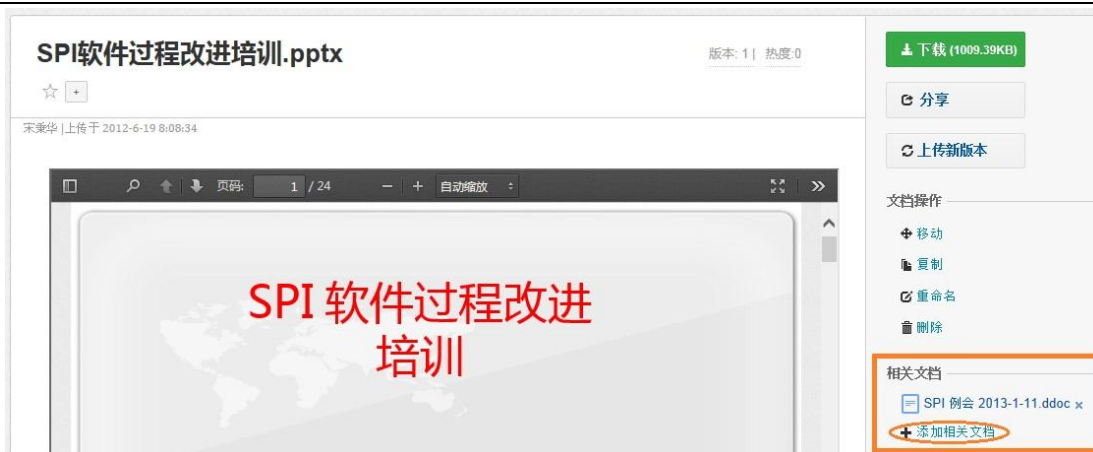 SPI软件过程改进培训.pptx
版本: 1 | 热度:0
宋秉华 |上传于 2012-6-19 8:08:34
页码: 1 / 24
自动缩放
SPI 软件过程改进
培训
下载 (1009.39KB)
分享
上传新版本
文档操作
移动
复制
重命名
删除
相关文档
SPI 例会 2013-1-11.ddoc x
添加相关文档